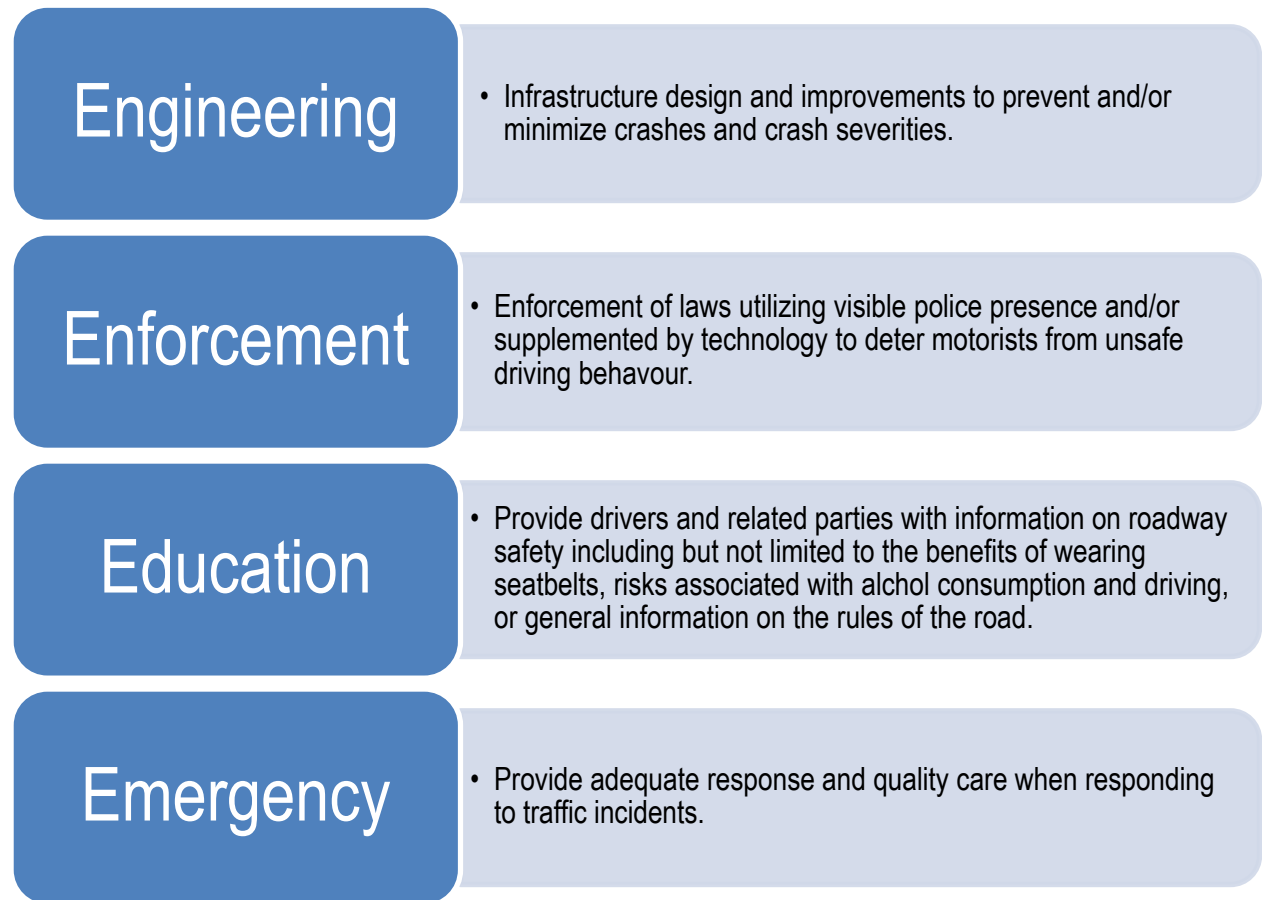 Engineering
• Infrastructure design and improvements to prevent and/or
minimize crashes and crash severities.
Enforcement
• Enforcement of laws utilizing visible police presence and/or
supplemented by technology to deter motorists from unsafe
driving behavour.
Education
• Provide drivers and related parties with information on roadway
safety including but not limited to the benefits of wearing
seatbelts, risks associated with alchol consumption and driving,
or general information on the rules of the road.
Emergency
• Provide adequate response and quality care when responding
to traffic incidents.